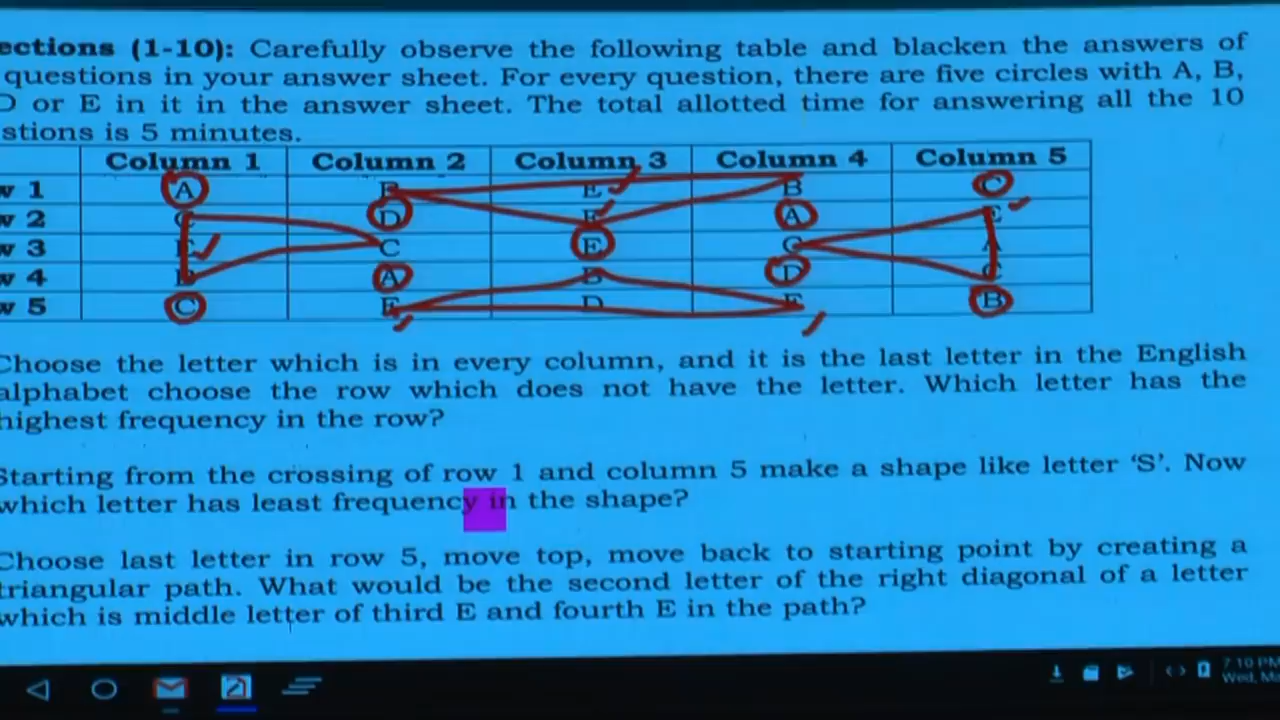 ections (1-10): Carefully observe the following table and blacken the answers of
questions in your answer sheet. For every question, there are five circles with A, B,
D or E in it in the answer sheet. The total allotted time for answering all the 10
stions is 5 minutes.
Column 1 Column 2 Column 3 Column 4 Column 5
w 1 A E B C
w 2 D A E
w 3 C E A
w 4 A D C
w 5 C E D E B
Choose the letter which is in every column, and it is the last letter in the English
alphabet choose the row which does not have the letter. Which letter has the
highest frequency in the row?
Starting from the crossing of row 1 and column 5 make a shape like letter ‘S’. Now
which letter has least frequency in the shape?
Choose last letter in row 5, move top, move back to starting point by creating a
triangular path. What would be the second letter of the right diagonal of a letter
which is middle letter of third E and fourth E in the path?
7:10 PM